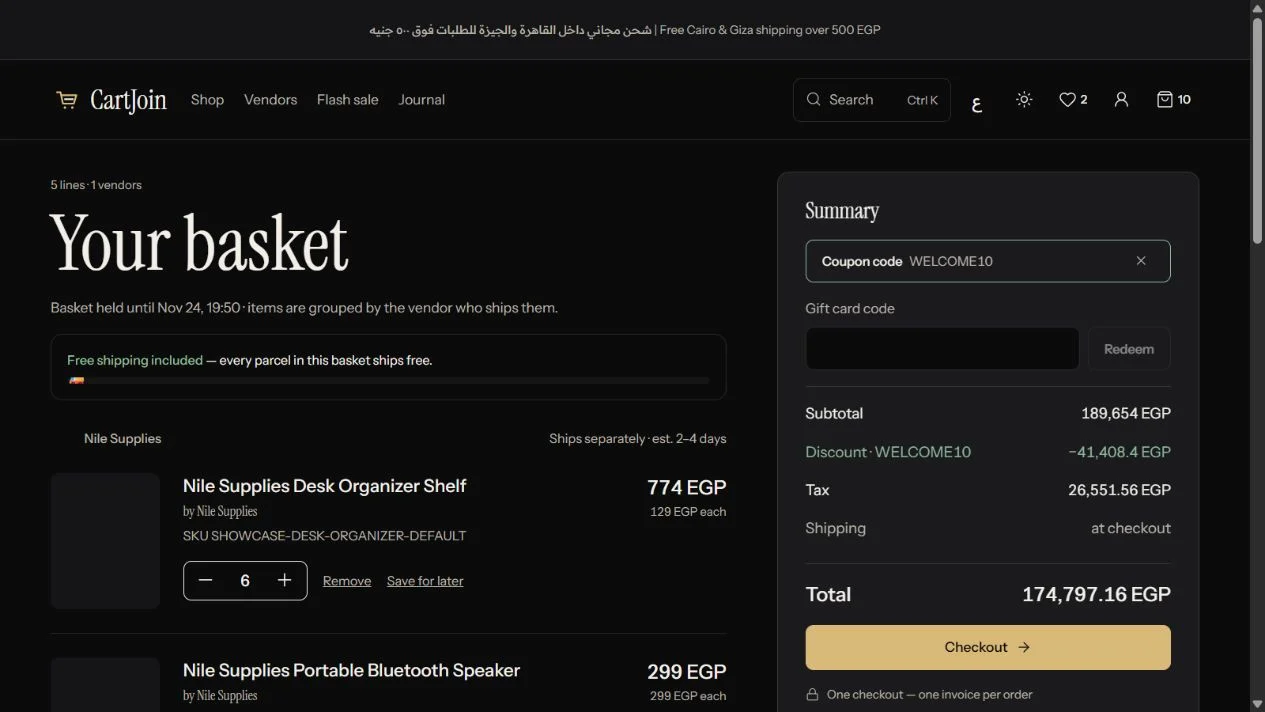 شحن مجاني داخل القاهرة والجيزة للطلبات فوق ٥٠٠ جنيه | Free Cairo & Giza shipping over 500 EGP
CartJoin
Shop
Vendors
Flash sale
Journal
Search
Ctrl K
ع
2
10
5 lines · 1 vendors
Your basket
Basket held until Nov 24, 19:50 · items are grouped by the vendor who ships them.
Free shipping included — every parcel in this basket ships free.
Nile Supplies
Ships separately · est. 2–4 days
Nile Supplies Desk Organizer Shelf
774 EGP
by Nile Supplies
129 EGP each
SKU SHOWCASE-DESK-ORGANIZER-DEFAULT
− 6 +
Remove
Save for later
Nile Supplies Portable Bluetooth Speaker
299 EGP
by Nile Supplies
299 EGP each
Summary
Coupon code WELCOME10
Gift card code
Redeem
Subtotal 189,654 EGP
Discount · WELCOME10 −41,408.4 EGP
Tax 26,551.56 EGP
Shipping at checkout
Total 174,797.16 EGP
Checkout →
One checkout — one invoice per order